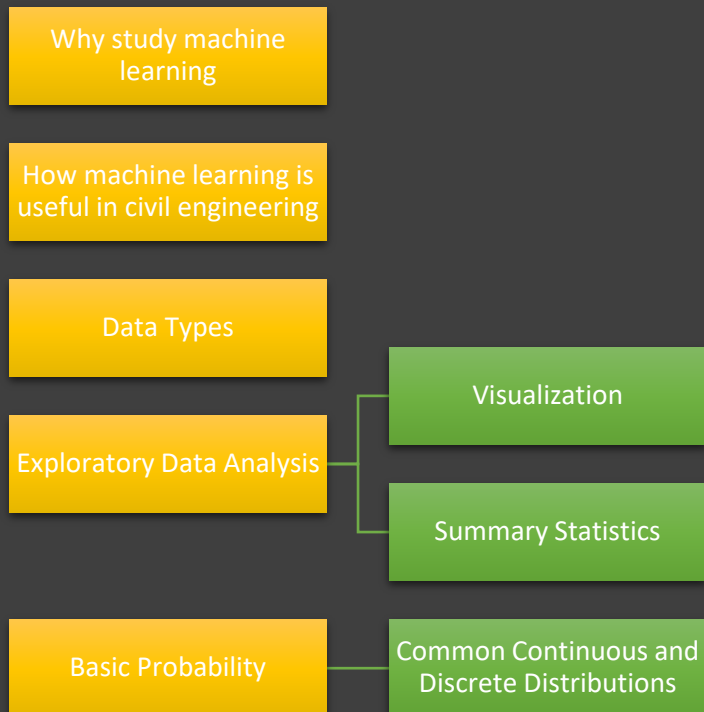 Why study machine
learning
How machine learning is
useful in civil engineering
Data Types
Exploratory Data Analysis
Visualization
Summary Statistics
Basic Probability
Common Continuous and
Discrete Distributions